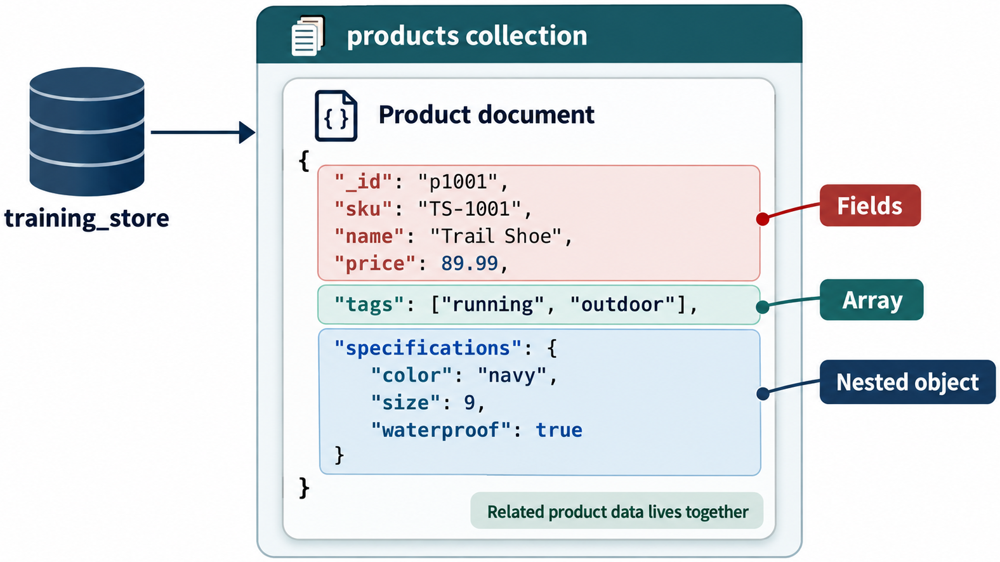 products collection
Product document
{ }
training_store
{
"_id": "p1001",
"sku": "TS-1001",
"name": "Trail Shoe",
"price": 89.99,
Fields
"tags": ["running", "outdoor"],
Array
"specifications": {
"color": "navy",
"size": 9,
"waterproof": true
}
Nested object
}
Related product data lives together